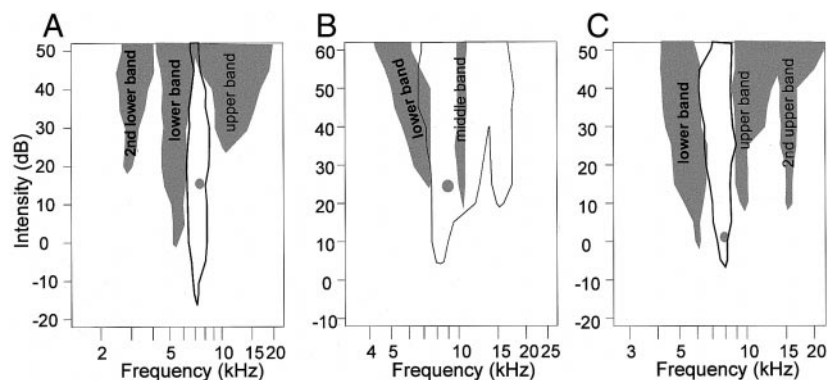 A
B
C
Intensity (dB)
50
40
30
20
10
0
-10
-20
2nd lower band
lower band
upper band
2
5
10
15 20
Frequency (kHz)
60
50
40
30
20
10
0
-10
lower band
middle band
4
5
10
15
25
Frequency (kHz)
50
40
30
20
10
0
-10
-20
lower band
upper band
2nd upper band
3
5
10
15 20
Frequency (kHz)